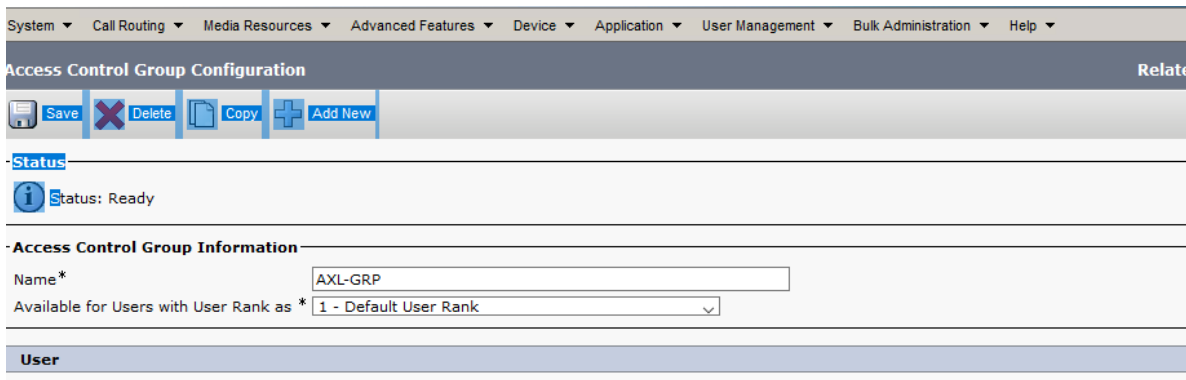 System Call Routing Media Resources Advanced Features Device Application User Management Bulk Administration Help
Access Control Group Configuration
Save Delete Copy Add New
Status
Status: Ready
Access Control Group Information
Name* AXL-GRP
Available for Users with User Rank as * 1 - Default User Rank
User